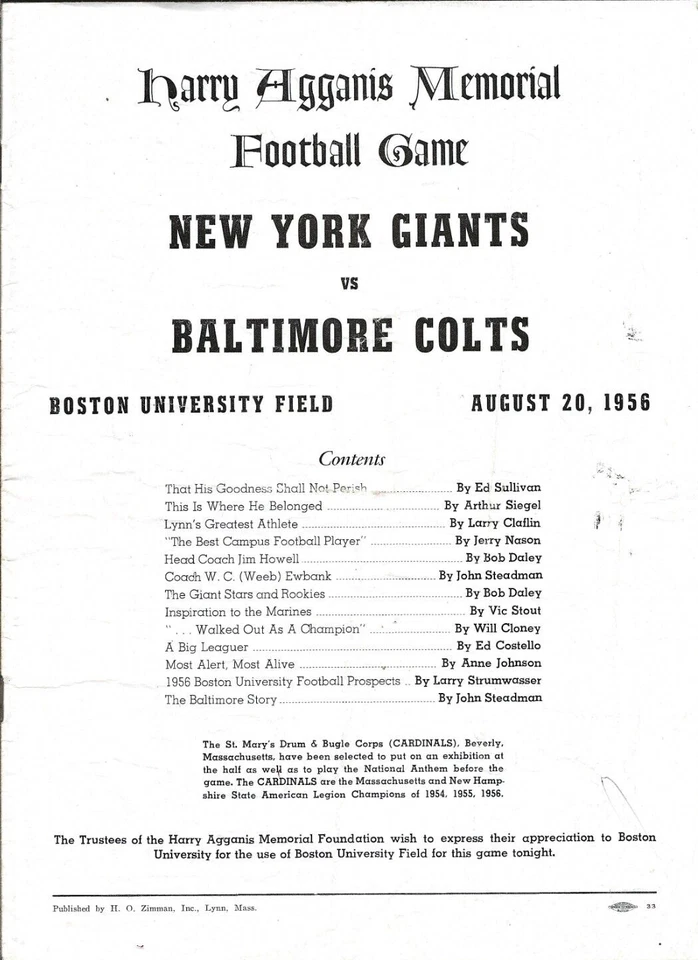 Harry Agganis Memorial
Football Game
NEW YORK GIANTS
VS
BALTIMORE COLTS
BOSTON UNIVERSITY FIELD AUGUST 20, 1956
Contents
That His Goodness Shall Not Perish ........................ By Ed Sullivan
This Is Where He Belonged ................................ By Arthur Siegel
Lynn's Greatest Athlete ........................................ By Larry Claflin
"The Best Campus Football Player" ........................ By Jerry Nason
Head Coach Jim Howell ............................................ By Bob Daley
Coach W. C. (Weeb) Ewbank ............................ By John Steadman
The Giant Stars and Rookies ...................................... By Bob Daley
Inspiration to the Marines .......................................... By Vic Stout
" . . . Walked Out As A Champion" ........................ By Will Cloney
A Big Leaguer ...................................................... By Ed Costello
Most Alert, Most Alive ........................................ By Anne Johnson
1956 Boston University Football Prospects .. By Larry Strumwasser
The Baltimore Story ............................................ By John Steadman
The St. Mary's Drum & Bugle Corps (CARDINALS), Beverly,
Massachusetts, have been selected to put on an exhibition at
the half as well as to play the National Anthem before the
game. The CARDINALS are the Massachusetts and New Hamp-
shire State American Legion Champions of 1954, 1955, 1956.
The Trustees of the Harry Agganis Memorial Foundation wish to express their appreciation to Boston
University for the use of Boston University Field for this game tonight.
Published by H. O. Zimman, Inc., Lynn, Mass. 33